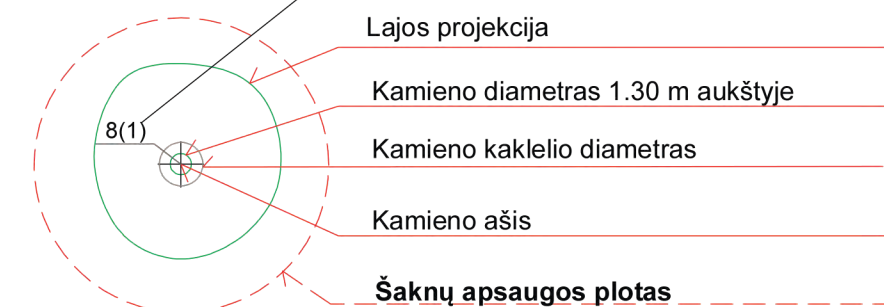 Lajos projekcija
Kamieno diametras 1.30 m aukštyje
8(1)
Kamieno kaklelio diametras
Kamieno ašis
Šaknų apsaugos plotas